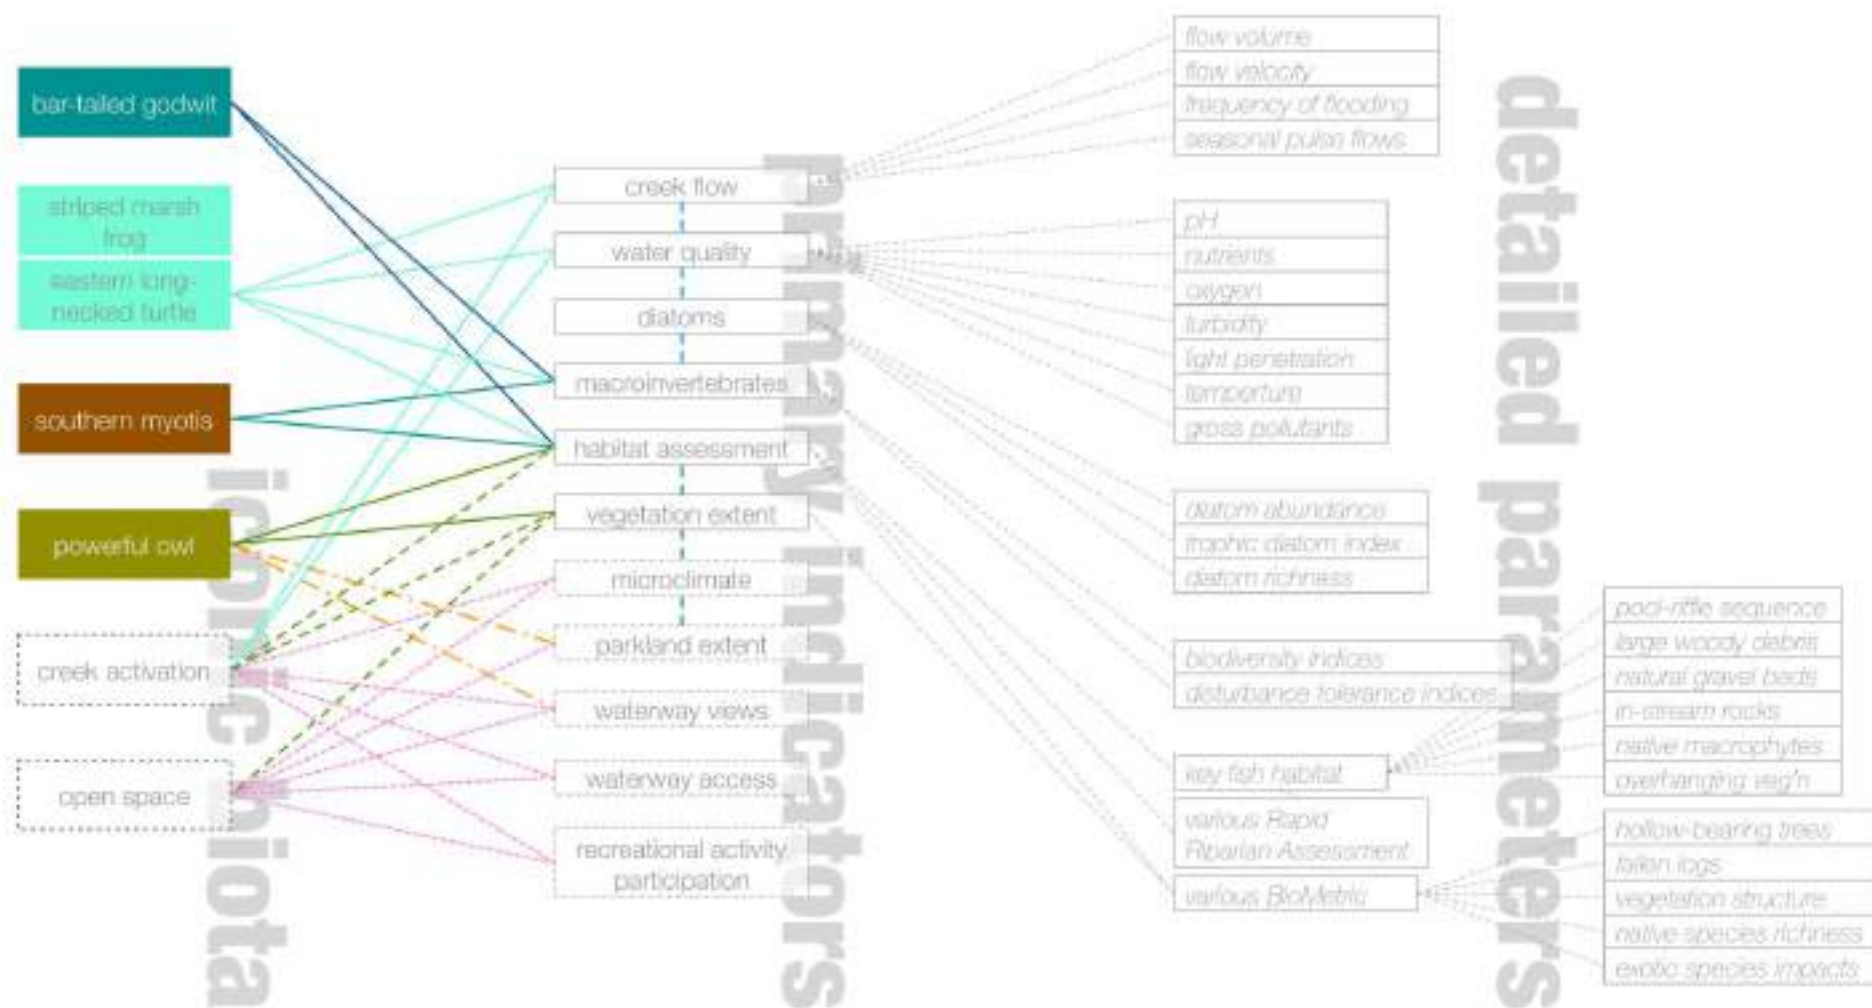 bar-tailed godwit
striped marsh
frog
eastern long-
necked turtle
southern myotis
powerful owl
creek activation
open space
iconic biota
creek flow
water quality
diatoms
macroinvertebrates
habitat assessment
vegetation extent
microclimate
parkland extent
waterway views
waterway access
recreational activity
participation
primary indicators
flow volume
flow velocity
frequency of flooding
seasonal pulse flows
pH
nutrients
oxygen
turbidity
light penetration
temperture
gross pollutants
diatom abundance
trophic diatom index
diatom richness
biodiversity indices
disturbance tolerance indices
key fish habitat
various Rapid
Riparian Assessment
various BioMetric
pool-riffle sequence
large woody debris
natural gravel beds
in-stream rocks
native macrophytes
overhanging veg'n
hollow-bearing trees
fallen logs
vegetation structure
native species richness
exotic species impacts
detailed parameters